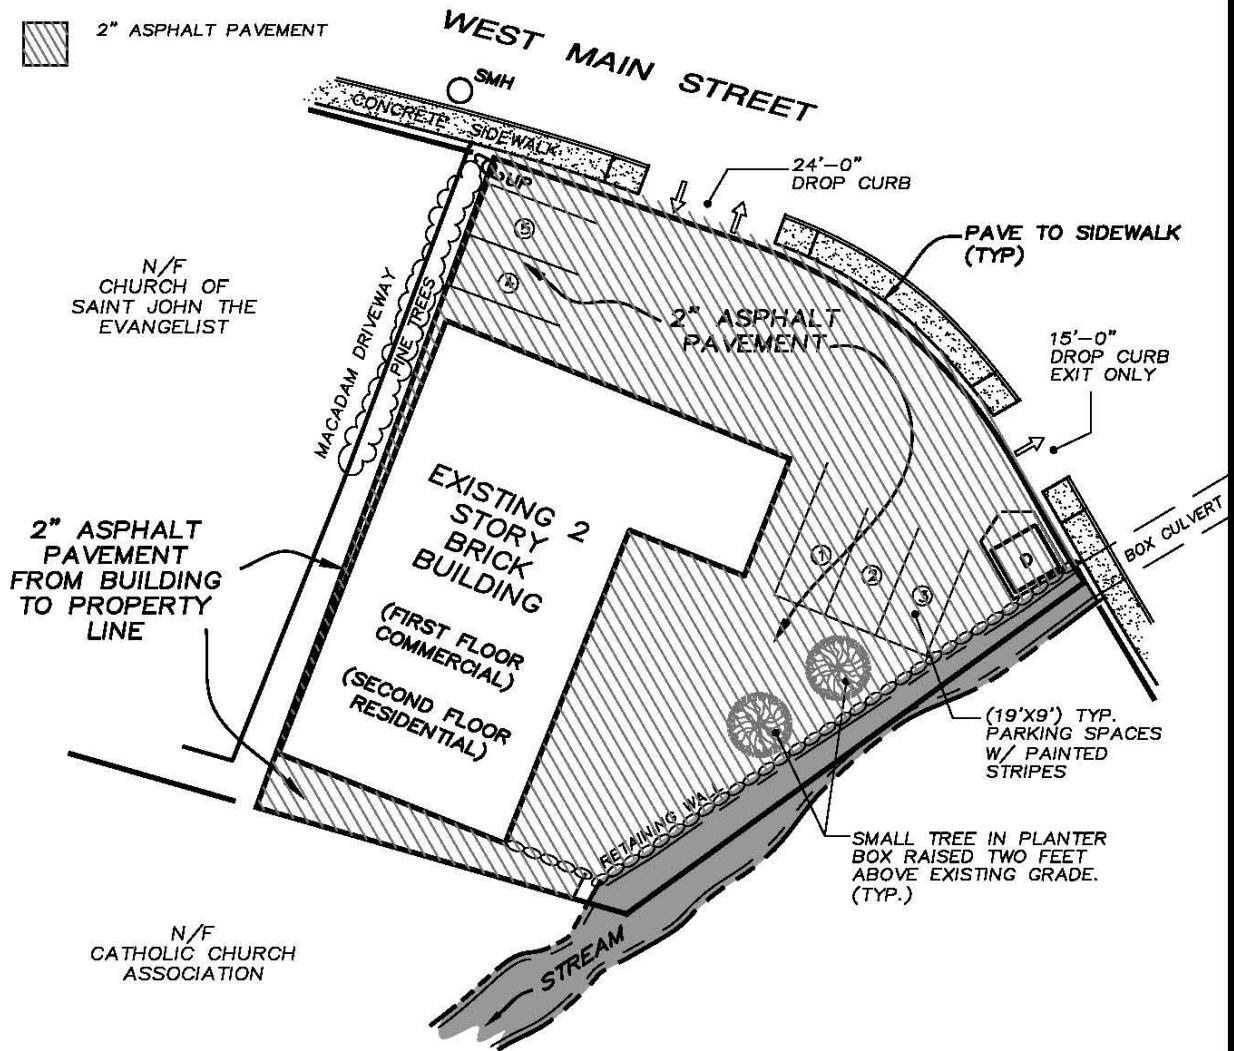 2" ASPHALT PAVEMENT
WEST MAIN STREET
SMH
CONCRETE SIDEWALK
UP
24'-0"
DROP CURB
PAVE TO SIDEWALK
(TYP)
5
4
N/F
CHURCH OF
SAINT JOHN THE
EVANGELIST
MACADAM DRIVEWAY
PINE TREES
2" ASPHALT
PAVEMENT
15'-0"
DROP CURB
EXIT ONLY
EXISTING 2
STORY
BRICK
BUILDING
(FIRST FLOOR
COMMERCIAL)
(SECOND FLOOR
RESIDENTIAL)
2" ASPHALT
PAVEMENT
FROM BUILDING
TO PROPERTY
LINE
1
2
3
D
BOX CULVERT
(19'X9') TYP.
PARKING SPACES
W/ PAINTED
STRIPES
RETAINING WA
SMALL TREE IN PLANTER
BOX RAISED TWO FEET
ABOVE EXISTING GRADE.
(TYP.)
N/F
CATHOLIC CHURCH
ASSOCIATION
STREAM